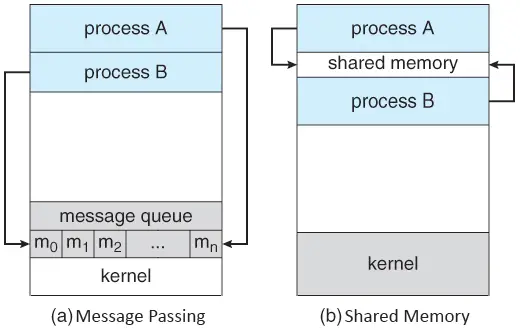 process A
process B
message queue
m0 m1 m2 ... mn
kernel
(a) Message Passing
process A
shared memory
process B
kernel
(b) Shared Memory